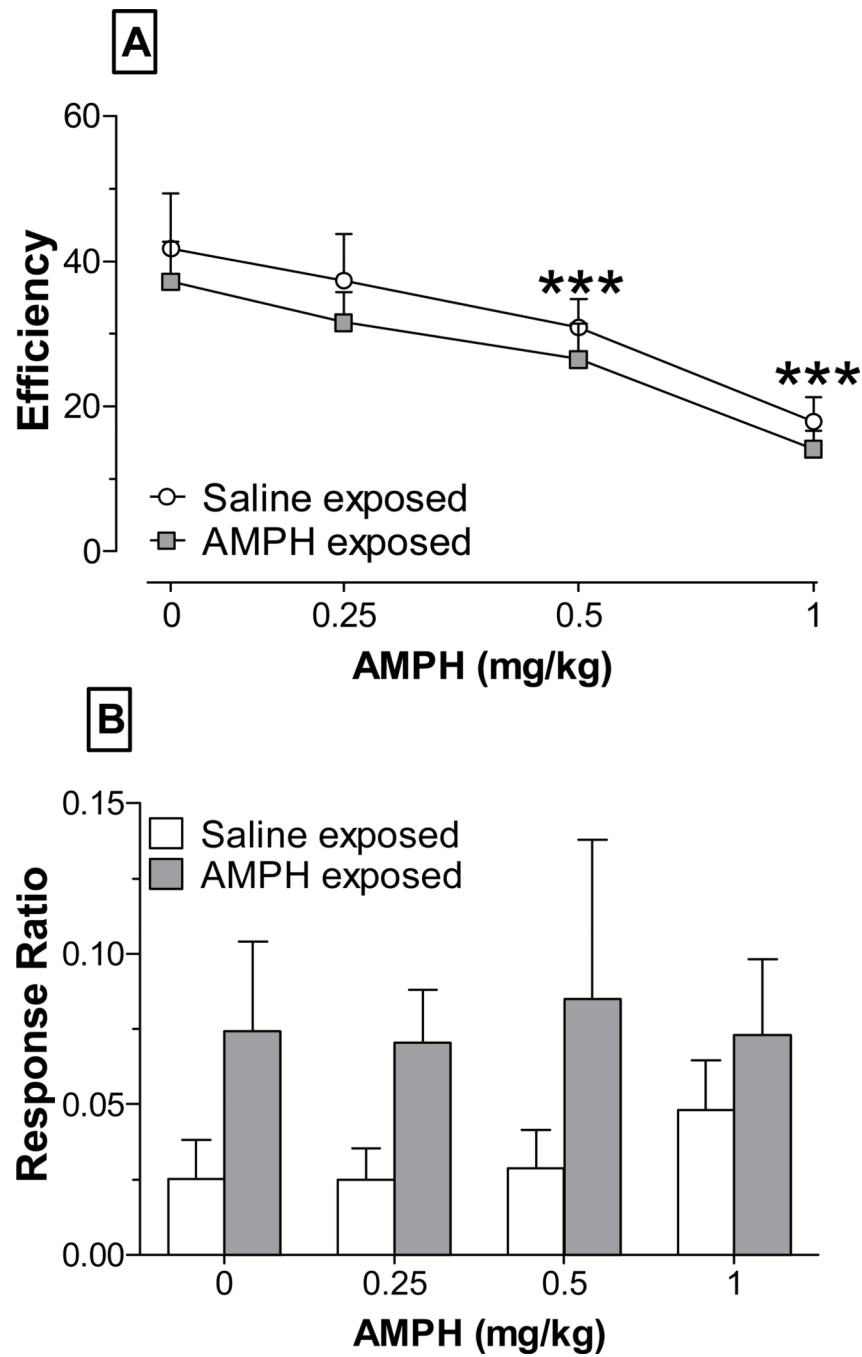 A
60
40
20
0
Efficiency
***
***
Saline exposed
AMPH exposed
0 0.25 0.5 1
AMPH (mg/kg)
B
0.15
0.10
0.05
0.00
Response Ratio
Saline exposed
AMPH exposed
0 0.25 0.5 1
AMPH (mg/kg)